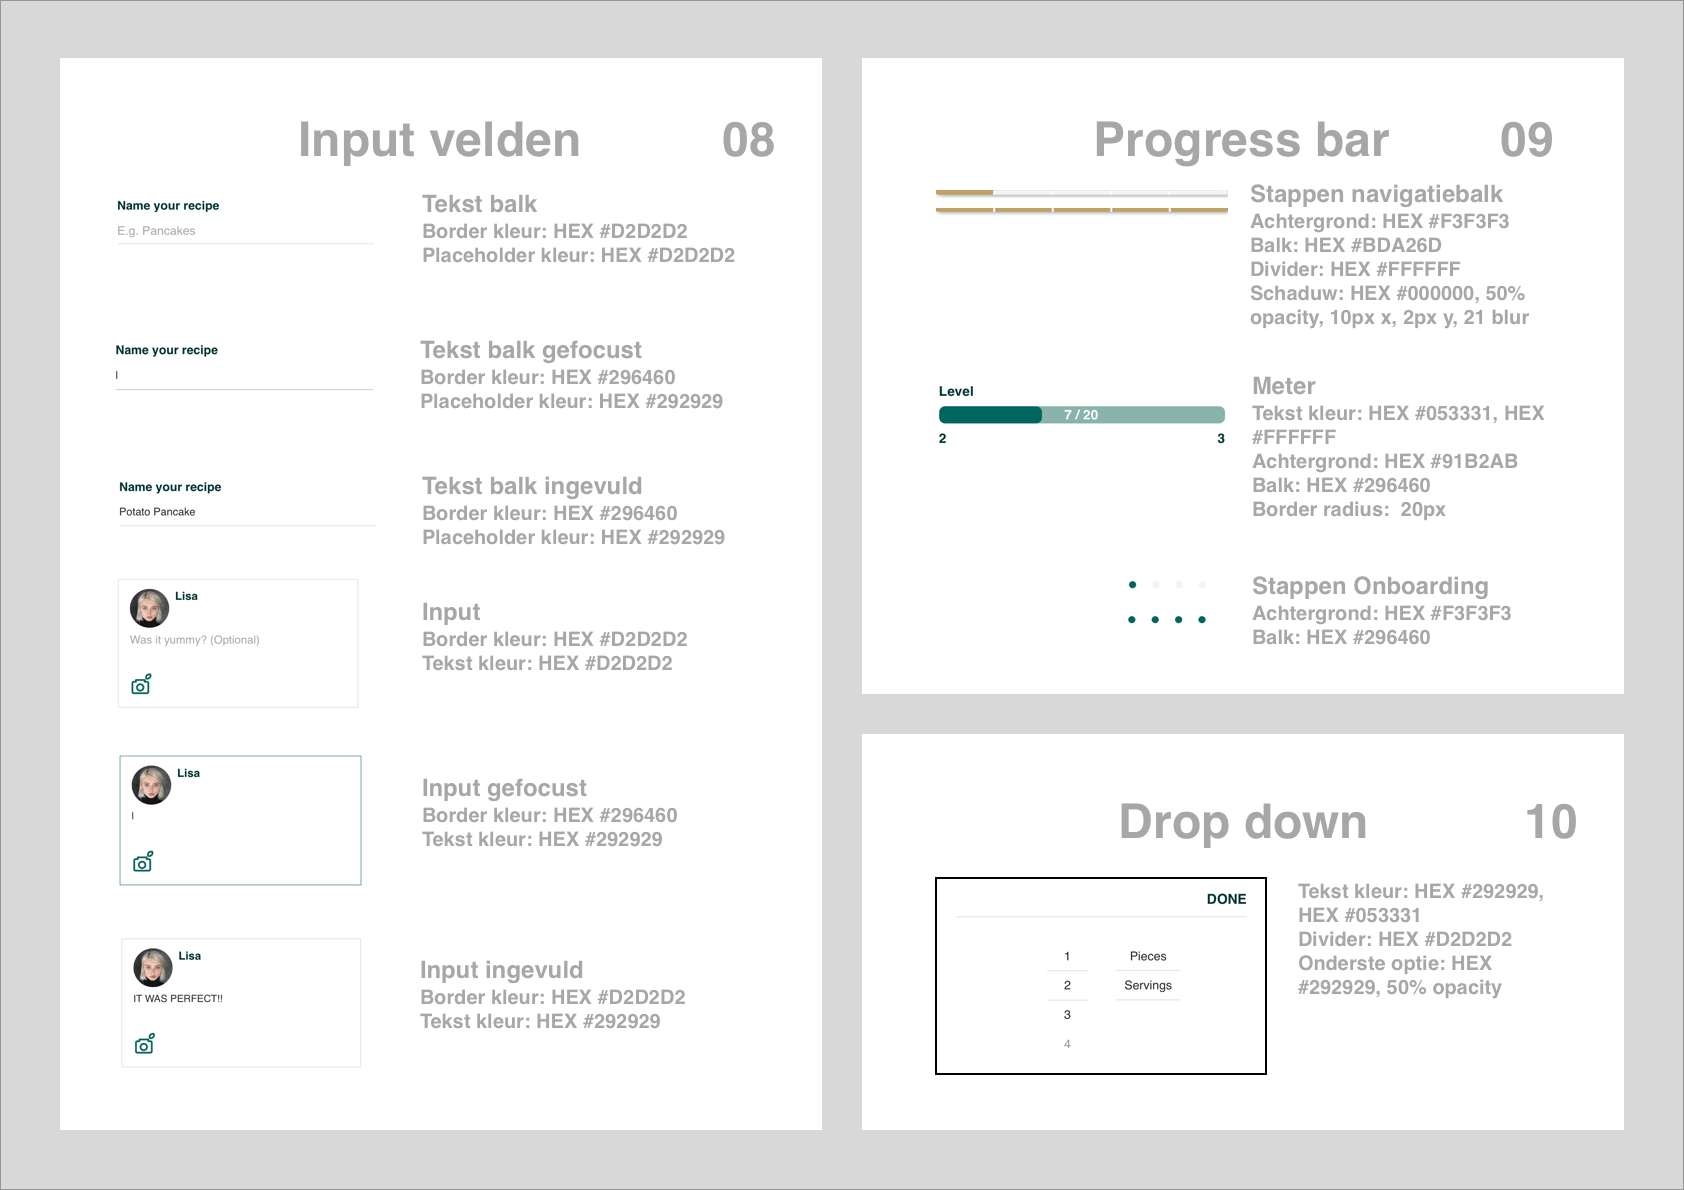 Input velden
08
Name your recipe
E.g. Pancakes
Tekst balk
Border kleur: HEX #D2D2D2
Placeholder kleur: HEX #D2D2D2
Name your recipe
Tekst balk gefocust
Border kleur: HEX #296460
Placeholder kleur: HEX #292929
Name your recipe
Potato Pancake
Tekst balk ingevuld
Border kleur: HEX #296460
Placeholder kleur: HEX #292929
Lisa
Was it yummy? (Optional)
Input
Border kleur: HEX #D2D2D2
Tekst kleur: HEX #D2D2D2
Lisa
Input gefocust
Border kleur: HEX #296460
Tekst kleur: HEX #292929
Lisa
IT WAS PERFECT!!
Input ingevuld
Border kleur: HEX #D2D2D2
Tekst kleur: HEX #292929
Progress bar
09
Stappen navigatiebalk
Achtergrond: HEX #F3F3F3
Balk: HEX #BDA26D
Divider: HEX #FFFFFF
Schaduw: HEX #000000, 50%
opacity, 10px x, 2px y, 21 blur
Level
7 / 20
2
3
Meter
Tekst kleur: HEX #053331, HEX
#FFFFFF
Achtergrond: HEX #91B2AB
Balk: HEX #296460
Border radius:  20px
Stappen Onboarding
Achtergrond: HEX #F3F3F3
Balk: HEX #296460
Drop down
10
DONE
1
Pieces
2
Servings
3
4
Tekst kleur: HEX #292929,
HEX #053331
Divider: HEX #D2D2D2
Onderste optie: HEX
#292929, 50% opacity